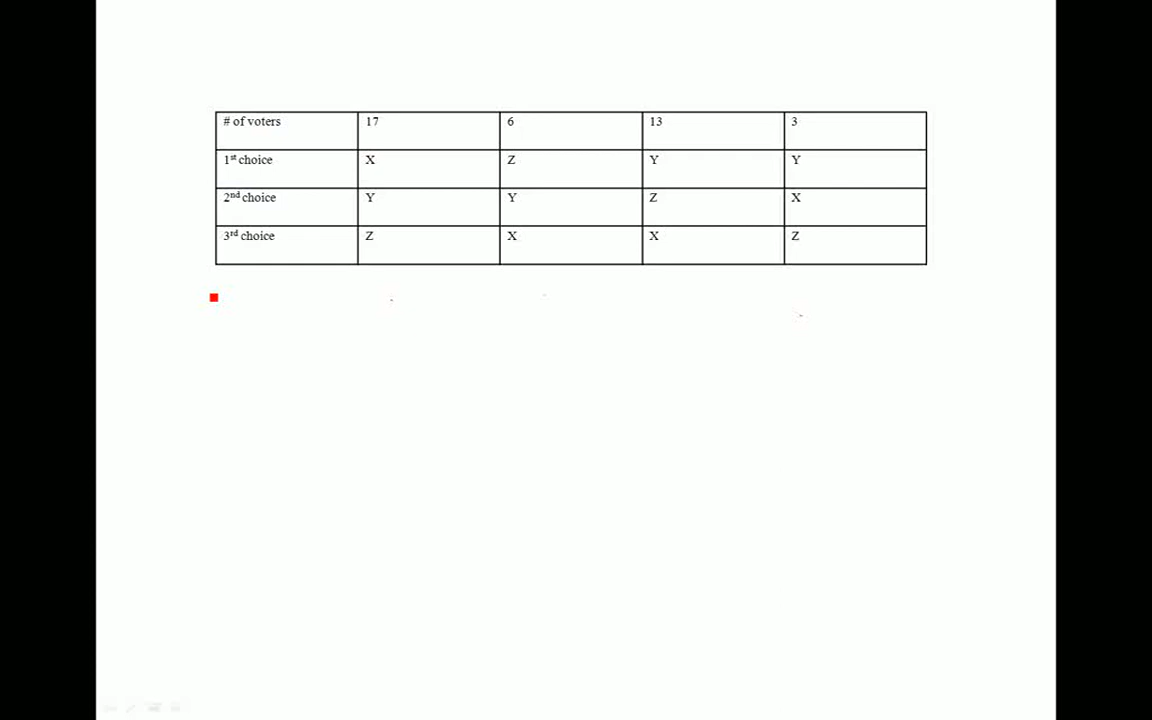 # of voters 17 6 13 3
1st choice X Z Y Y
2nd choice Y Y Z X
3rd choice Z X X Z